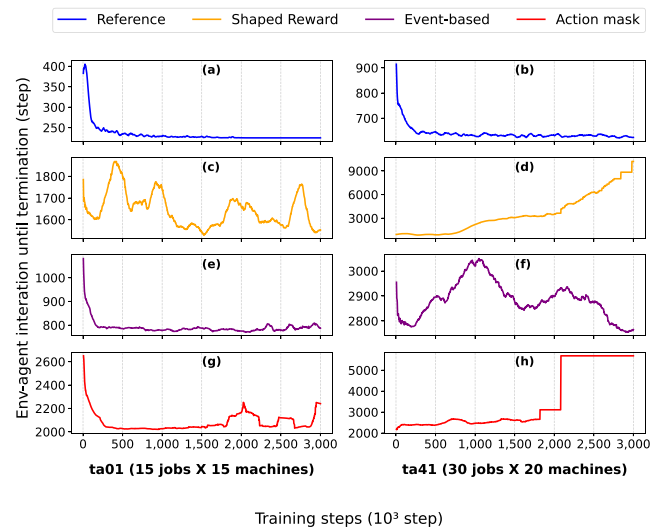 Reference Shaped Reward Event-based Action mask
Env-agent interation until termination (step)
(a)
400
350
300
250
(b)
900
800
700
(c)
1800
1700
1600
(d)
9000
6000
3000
(e)
1000
900
800
(f)
3000
2900
2800
(g)
2600
2400
2200
2000
(h)
5000
4000
3000
2000
0 500 1,000 1,500 2,000 2,500 3,000
0 500 1,000 1,500 2,000 2,500 3,000
ta01 (15 jobs X 15 machines)
ta41 (30 jobs X 20 machines)
Training steps (10³ step)